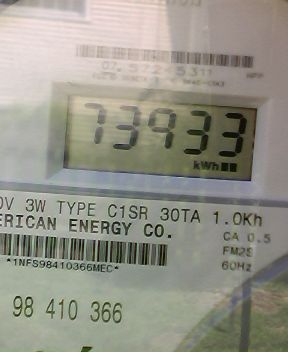 73933
kWh
0V 3W TYPE C1SR 30TA 1.0Kh
ERICAN ENERGY CO.
CA 0.5
FM2S
60Hz
*1NFS98410366MEC*
98 410 366